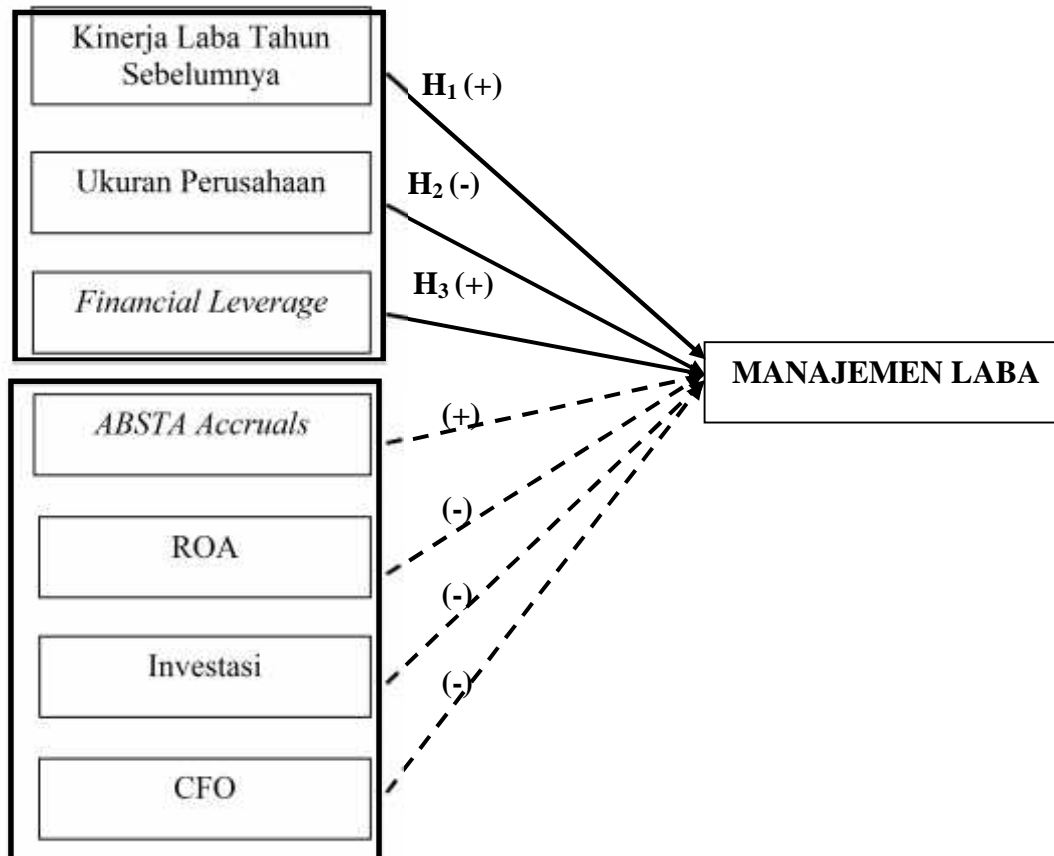 Kinerja Laba Tahun
Sebelumnya
H₁ (+)
Ukuran Perusahaan
H₂ (-)
Financial Leverage
H₃ (+)
MANAJEMEN LABA
ABSTA Accruals
(+)
ROA
(-)
Investasi
(-)
CFO
(-)